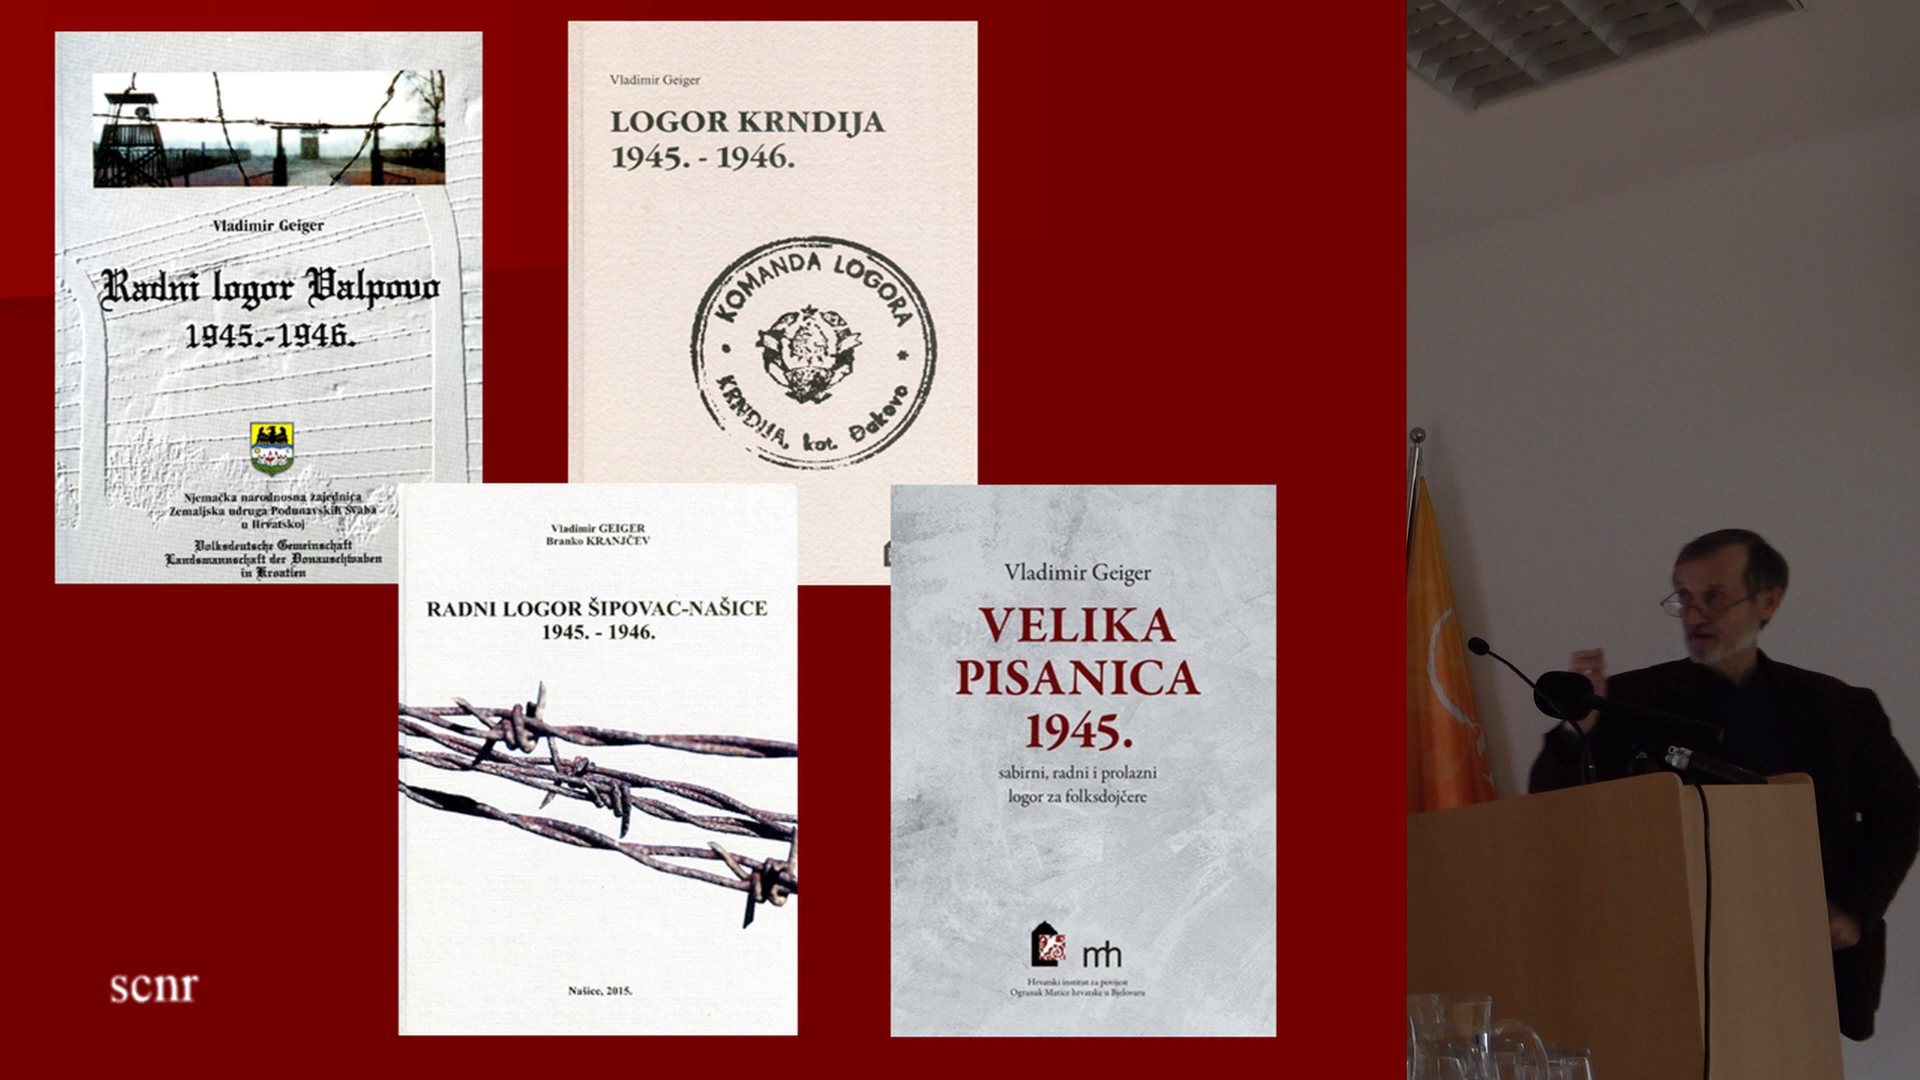 Vladimir Geiger
Radni logor Valpovo
1945.-1946.
Njemačka narodnosna zajednica
Zemaljska udruga Podunavskih Švaba
u Hrvatskoj
Volksdeutsche Gemeinschaft
Landsmannschaft der Donauschwaben
in Kroatien
Vladimir Geiger
LOGOR KRNDIJA
1945. - 1946.
KOMANDA LOGORA
KRNDIJA, kot. Đakovo
Vladimir GEIGER
Branko KRANJČEV
RADNI LOGOR ŠIPOVAC-NAŠICE
1945. - 1946.
Našice, 2015.
Vladimir Geiger
VELIKA
PISANICA
1945.
sabirni, radni i prolazni
logor za folksdojčere
mh
Hrvatski institut za povijest
Ogranak Matice hrvatske u Bjelovaru
scnr